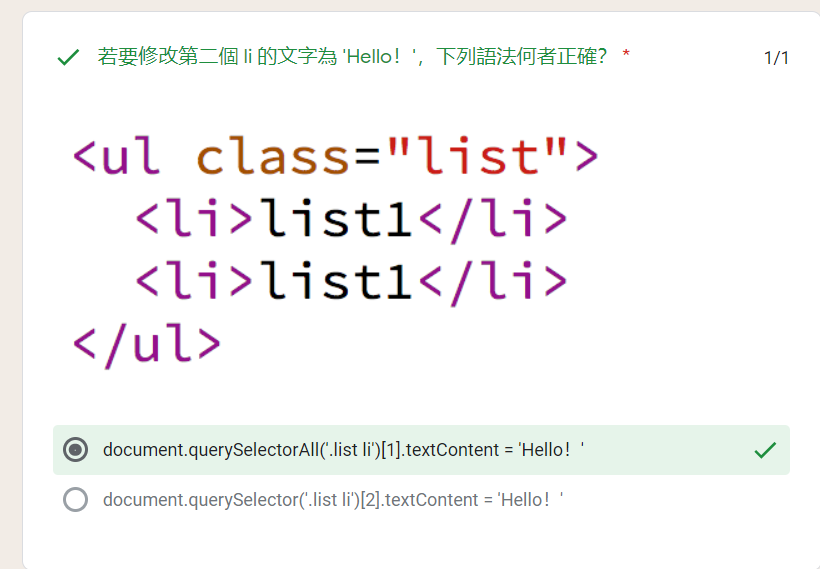 若要修改第二個 li 的文字為 'Hello！'，下列語法何者正確？ *
1/1
<ul class="list">
  <li>list1</li>
  <li>list1</li>
</ul>
document.querySelectorAll('.list li')[1].textContent = 'Hello！'
document.querySelector('.list li')[2].textContent = 'Hello！'